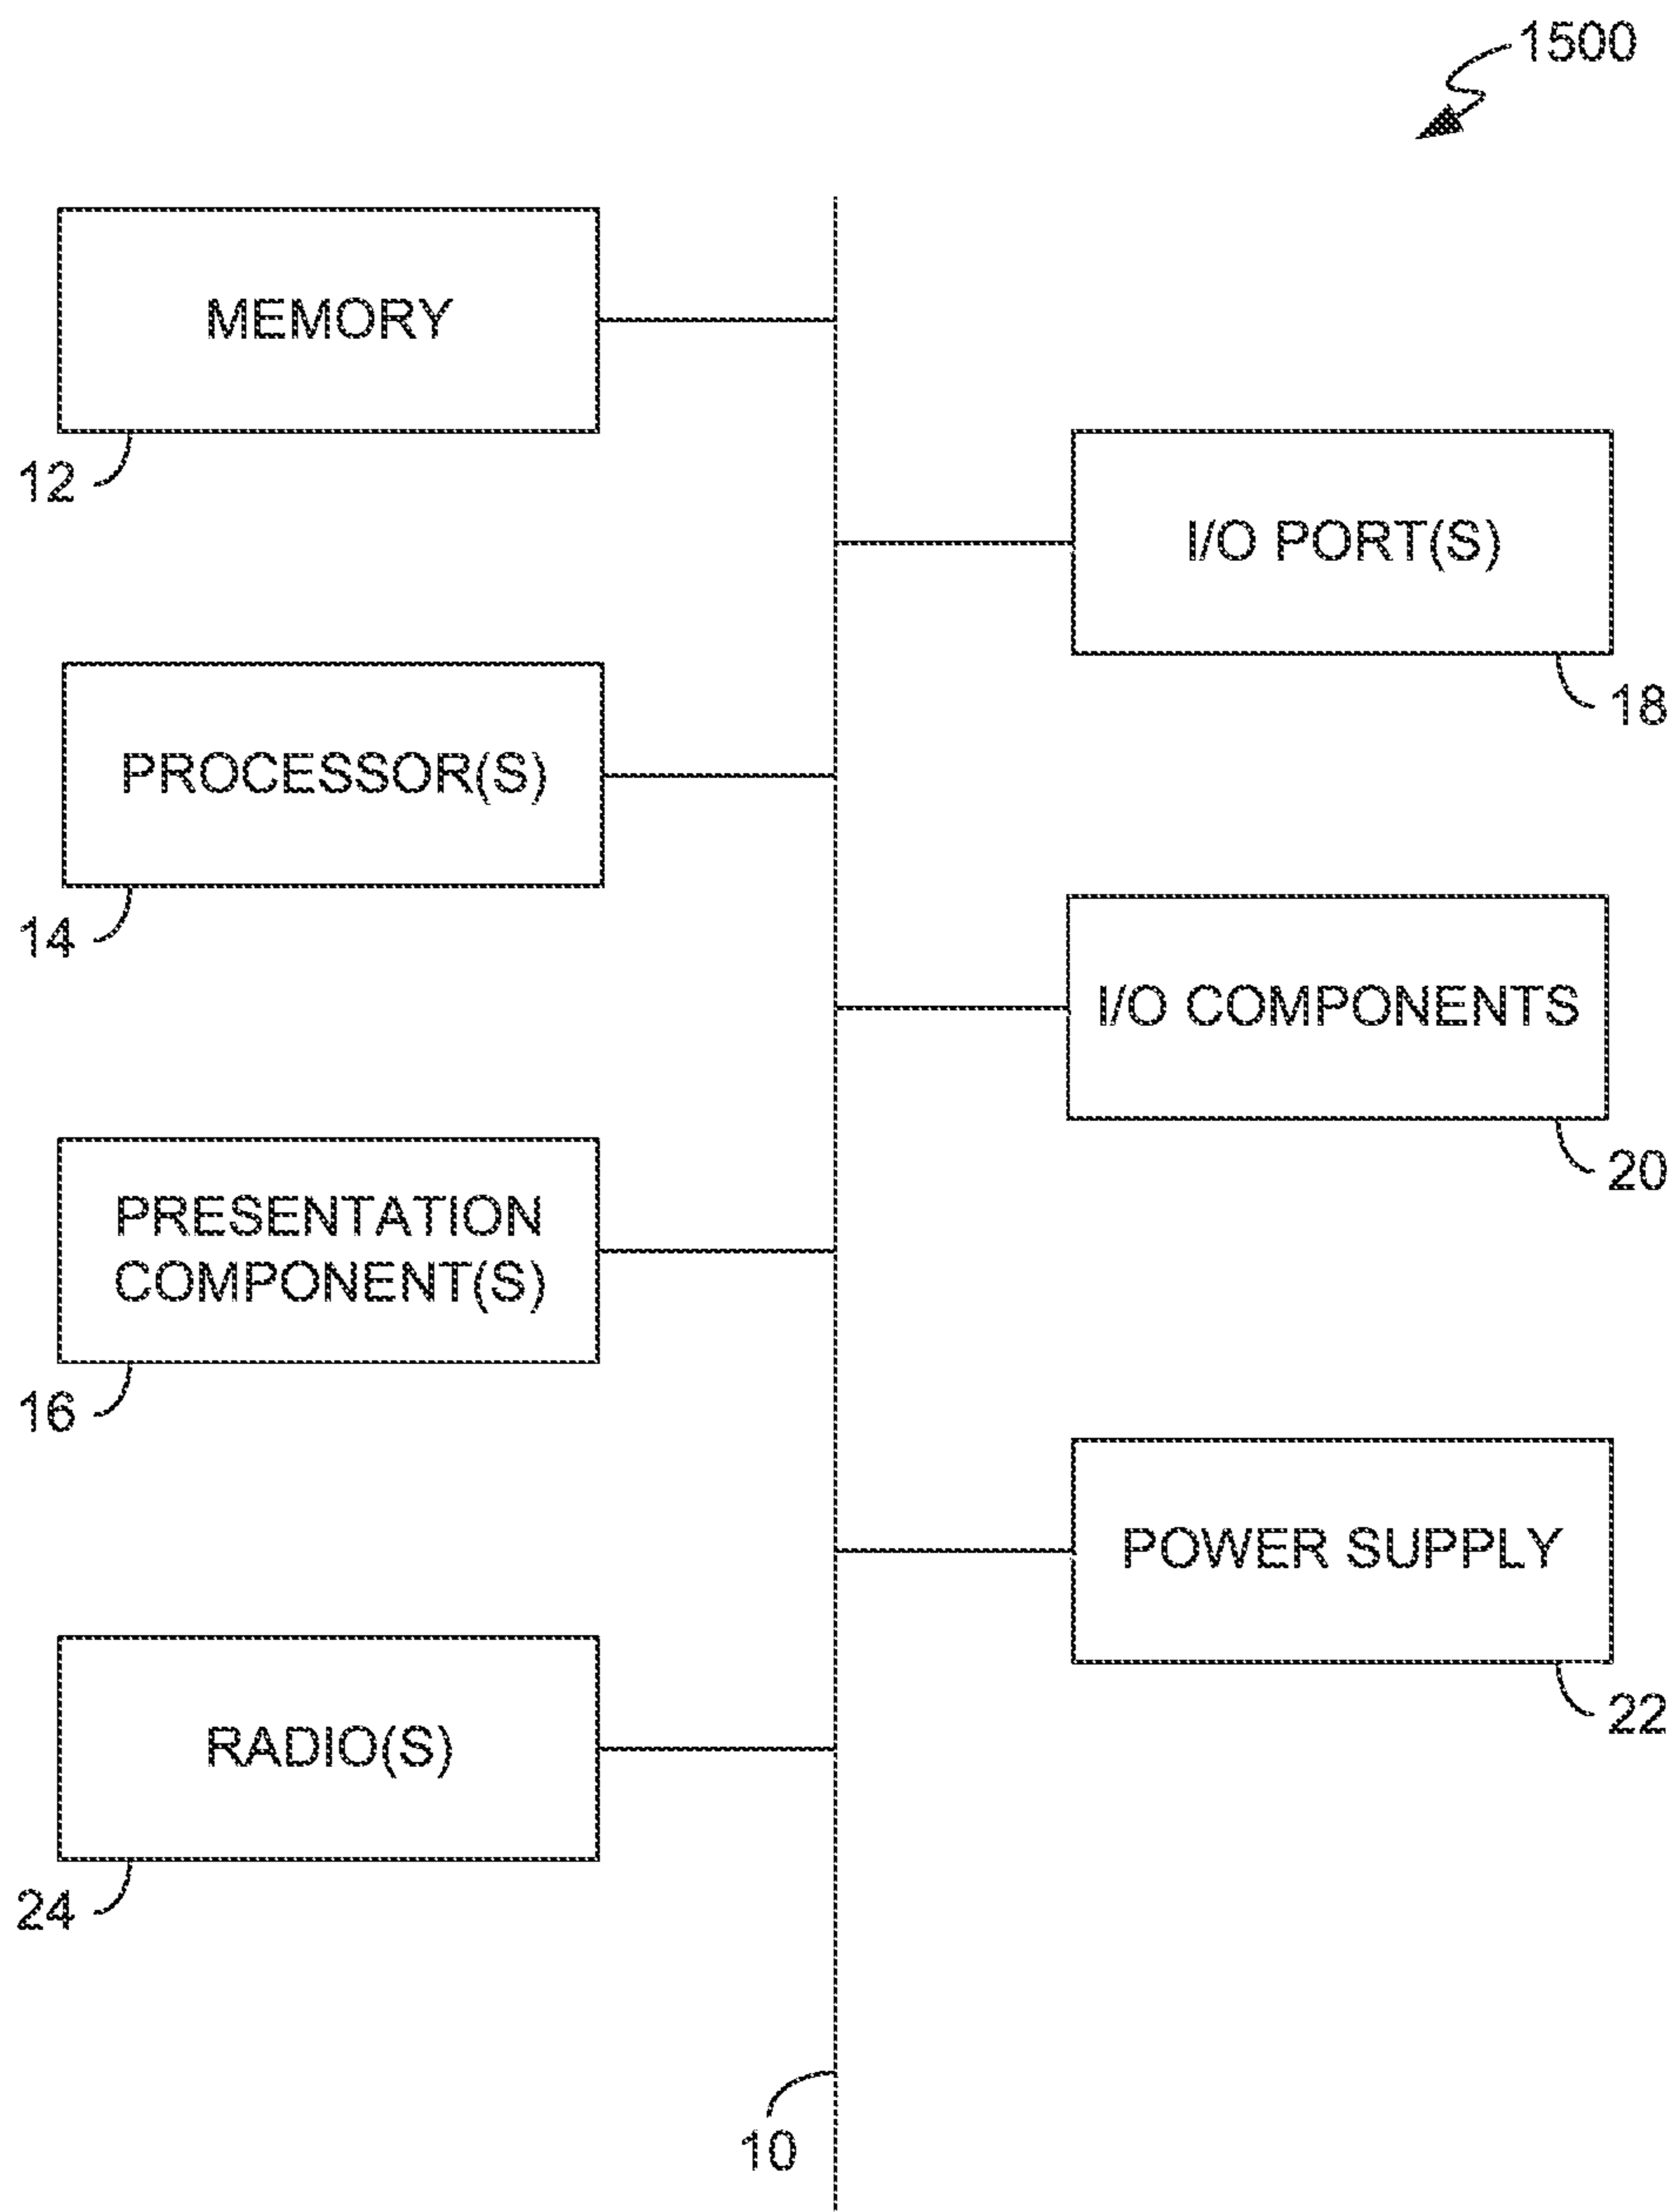 1500
MEMORY
12
I/O PORT(S)
18
PROCESSOR(S)
14
I/O COMPONENTS
20
PRESENTATION
COMPONENT(S)
16
POWER SUPPLY
22
RADIO(S)
24
10